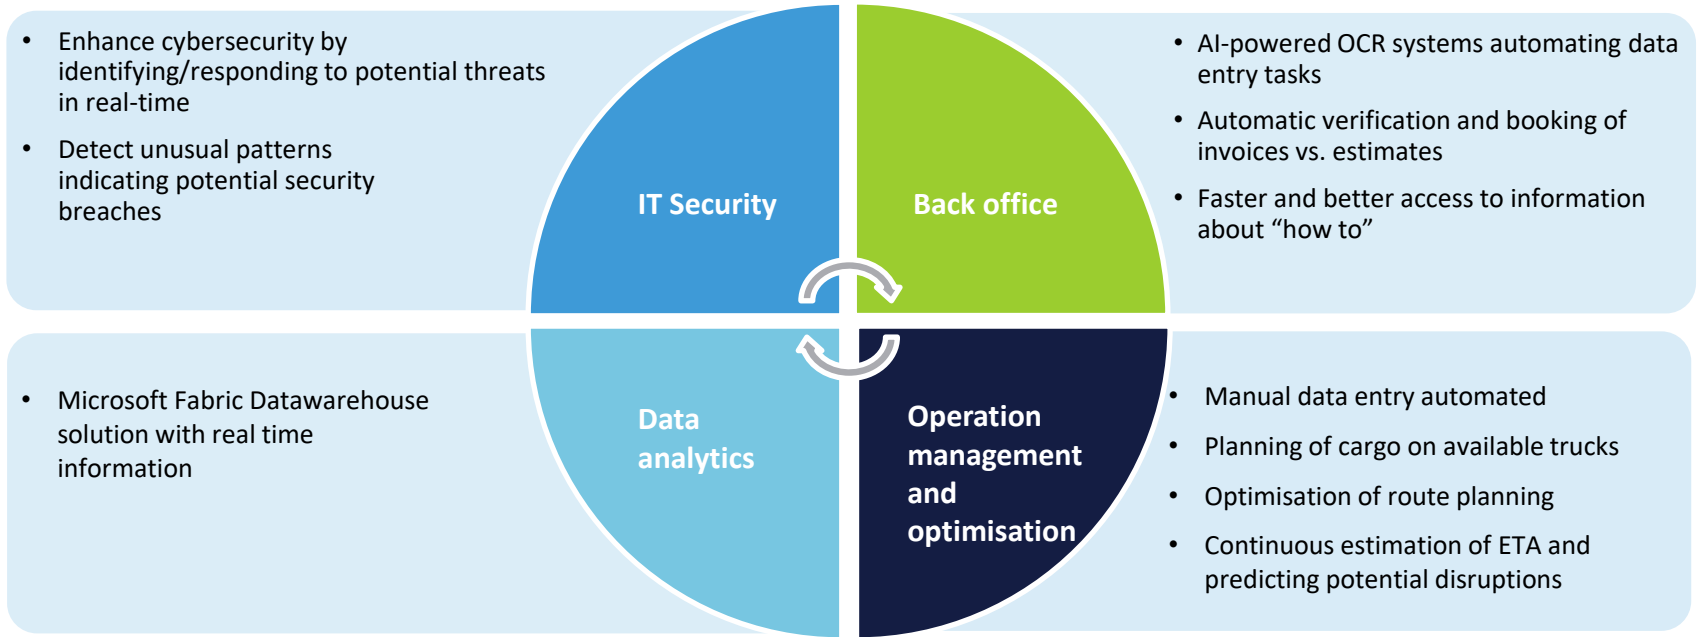 • Enhance cybersecurity by
identifying/responding to potential threats
in real-time
• Detect unusual patterns
indicating potential security
breaches
IT Security
Back office
• AI-powered OCR systems automating data
entry tasks
• Automatic verification and booking of
invoices vs. estimates
• Faster and better access to information
about “how to”
• Microsoft Fabric Datawarehouse
solution with real time
information
Data
analytics
Operation
management
and
optimisation
• Manual data entry automated
• Planning of cargo on available trucks
• Optimisation of route planning
• Continuous estimation of ETA and
predicting potential disruptions